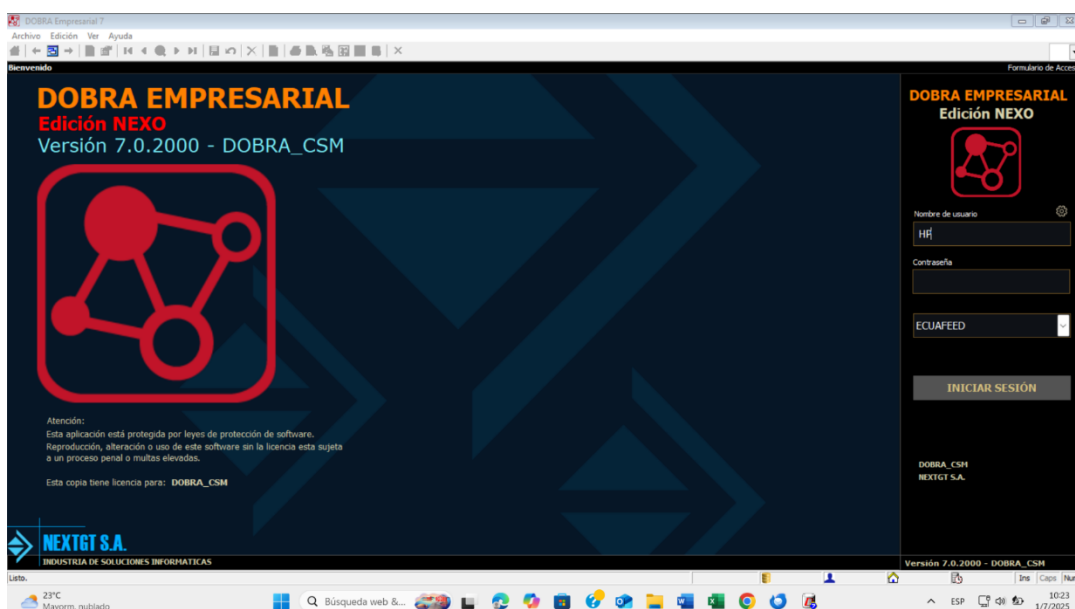 DOBRA Empresarial 7
Archivo Edición Ver Ayuda
Bienvenido
Formulario de Acces
DOBRA EMPRESARIAL
Edición NEXO
Versión 7.0.2000 - DOBRA_CSM
Atención:
Esta aplicación está protegida por leyes de protección de software.
Reproducción, alteración o uso de este software sin la licencia esta sujeta
a un proceso penal o multas elevadas.
Esta copia tiene licencia para: DOBRA_CSM
NEXTGT S.A.
INDUSTRIA DE SOLUCIONES INFORMATICAS
DOBRA EMPRESARIAL
Edición NEXO
Nombre de usuario
HF
Contraseña
ECUAFEED
INICIAR SESIÓN
DOBRA_CSM
NEXTGT S.A.
Versión 7.0.2000 - DOBRA_CSM
Listo.
Ins Caps Nur
23°C
Mayorm. nublado
Búsqueda web &...
ESP
10:23
1/7/2025